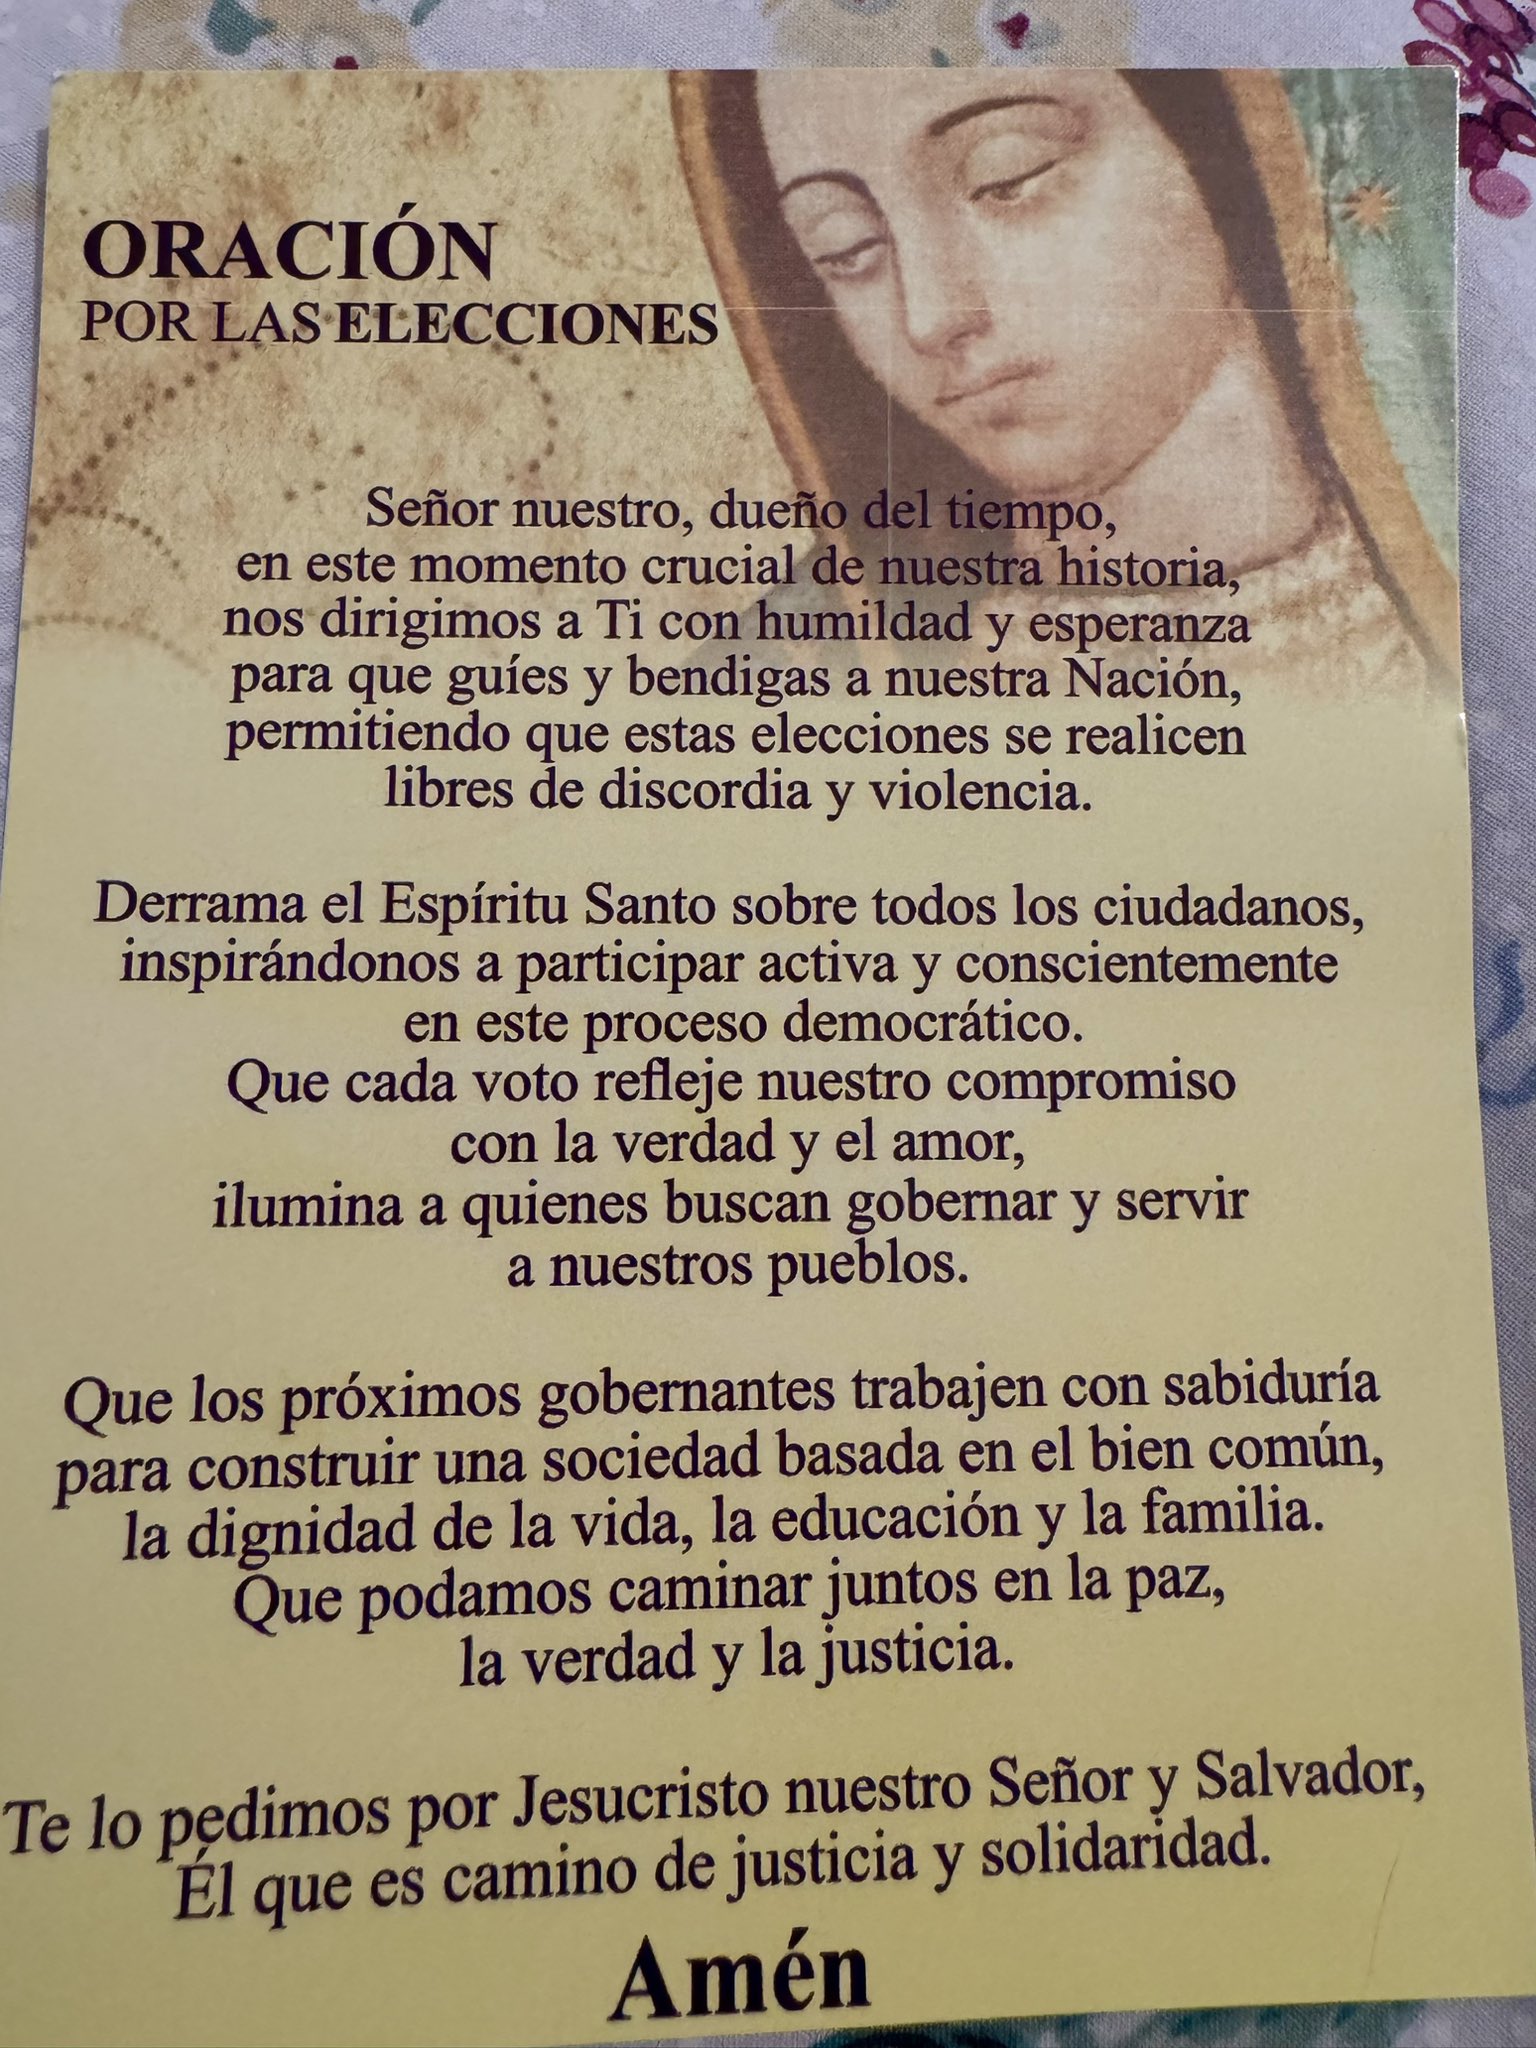 ORACIÓN
POR LAS ELECCIONES
Señor nuestro, dueño del tiempo,
en este momento crucial de nuestra historia,
nos dirigimos a Ti con humildad y esperanza
para que guíes y bendigas a nuestra Nación,
permitiendo que estas elecciones se realicen
libres de discordia y violencia.
Derrama el Espíritu Santo sobre todos los ciudadanos,
inspirándonos a participar activa y conscientemente
en este proceso democrático.
Que cada voto refleje nuestro compromiso
con la verdad y el amor,
ilumina a quienes buscan gobernar y servir
a nuestros pueblos.
Que los próximos gobernantes trabajen con sabiduría
para construir una sociedad basada en el bien común,
la dignidad de la vida, la educación y la familia.
Que podamos caminar juntos en la paz,
la verdad y la justicia.
Te lo pedimos por Jesucristo nuestro Señor y Salvador,
Él que es camino de justicia y solidaridad.
Amén